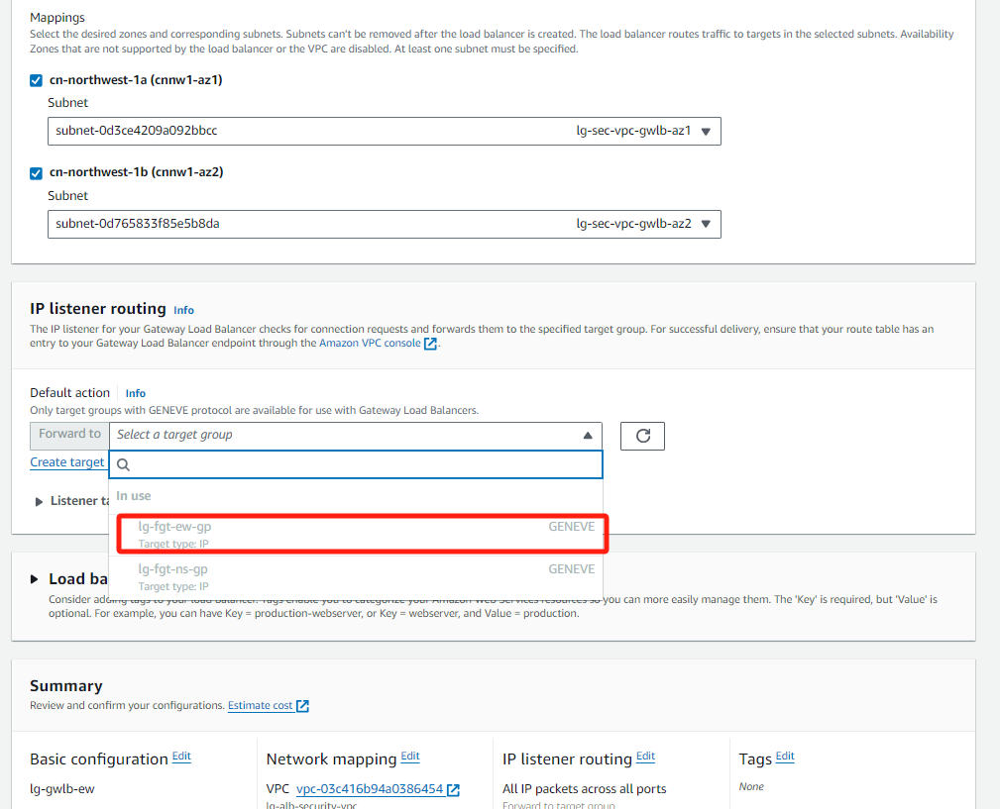 Mappings
Select the desired zones and corresponding subnets. Subnets can't be removed after the load balancer is created. The load balancer routes traffic to targets in the selected subnets. Availability
Zones that are not supported by the load balancer or the VPC are disabled. At least one subnet must be specified.
cn-northwest-1a (cnnw1-az1)
Subnet
subnet-0d3ce4209a092bbcc lg-sec-vpc-gwlb-az1
cn-northwest-1b (cnnw1-az2)
Subnet
subnet-0d765833f85e5b8da lg-sec-vpc-gwlb-az2
IP listener routing Info
The IP listener for your Gateway Load Balancer checks for connection requests and forwards them to the specified target group. For successful delivery, ensure that your route table has an
entry to your Gateway Load Balancer endpoint through the Amazon VPC console.
Default action Info
Only target groups with GENEVE protocol are available for use with Gateway Load Balancers.
Forward to Select a target group
Create target
Listener ta
In use
lg-fgt-ew-gp GENEVE
Target type: IP
lg-fgt-ns-gp GENEVE
Target type: IP
Load ba
Consider adding tags to your load balancer. Tags enable you to categorize your Amazon Web Services resources so you can more easily manage them. The 'Key' is required, but 'Value' is
optional. For example, you can have Key = production-webserver, or Key = webserver, and Value = production.
Summary
Review and confirm your configurations. Estimate cost
Basic configuration Edit
lg-gwlb-ew
Network mapping Edit
VPC vpc-03c416b94a0386454
lg-alb-security-vpc
IP listener routing Edit
All IP packets across all ports
Forward to target group
Tags Edit
None